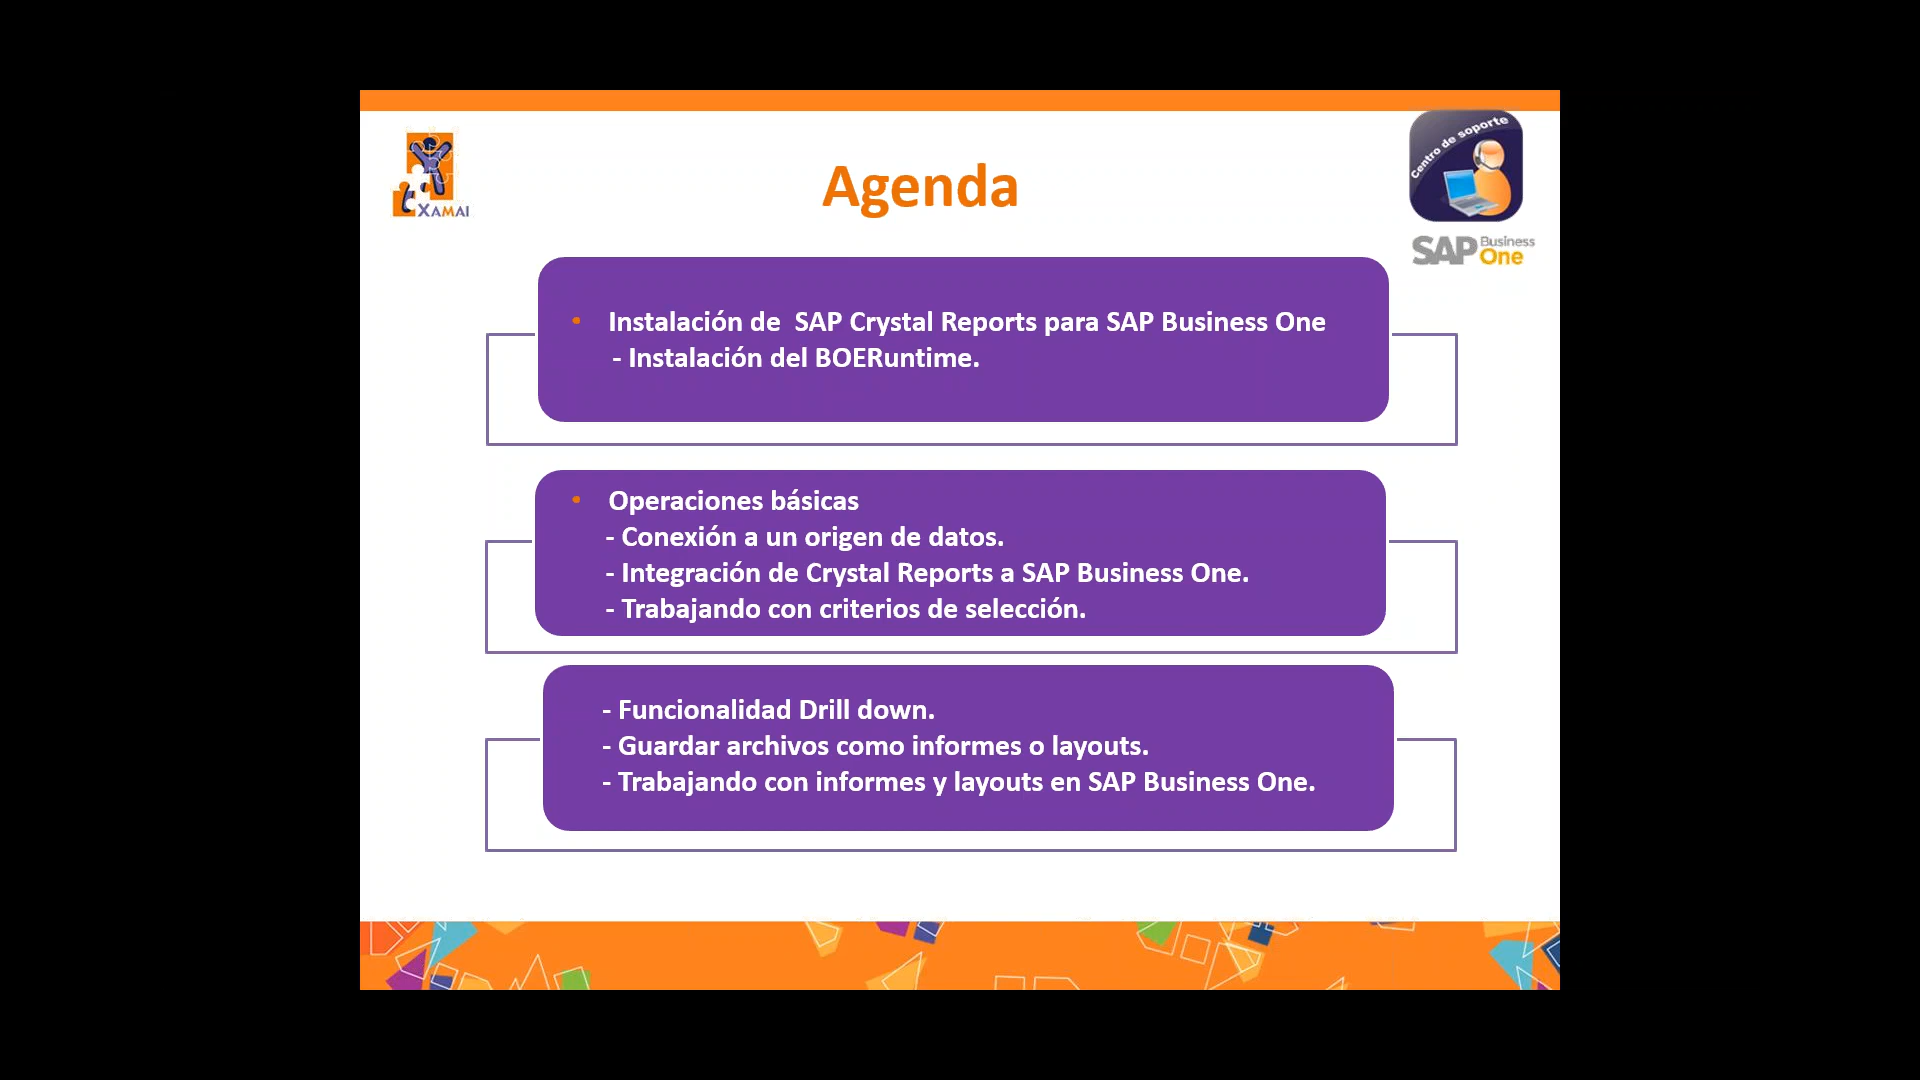 XAMAI
Agenda
Centro de soporte
SAP Business One
• Instalación de  SAP Crystal Reports para SAP Business One
- Instalación del BOERuntime.
• Operaciones básicas
- Conexión a un origen de datos.
- Integración de Crystal Reports a SAP Business One.
- Trabajando con criterios de selección.
- Funcionalidad Drill down.
- Guardar archivos como informes o layouts.
- Trabajando con informes y layouts en SAP Business One.